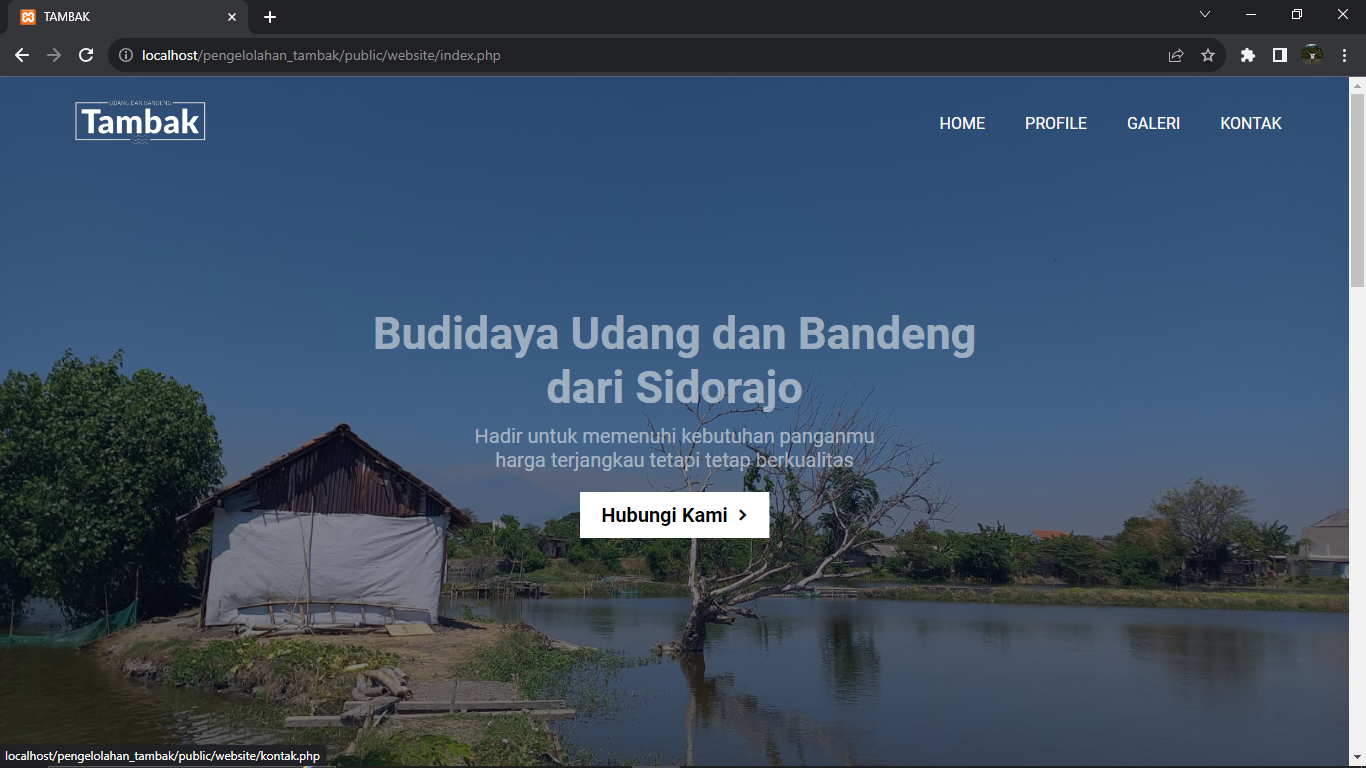 TAMBAK
localhost/pengelolahan_tambak/public/website/index.php
UDANG DAN BANDENG
Tambak
HOME PROFILE GALERI KONTAK
Budidaya Udang dan Bandeng
dari Sidorajo
Hadir untuk memenuhi kebutuhan panganmu
harga terjangkau tetapi tetap berkualitas
Hubungi Kami
localhost/pengelolahan_tambak/public/website/kontak.php